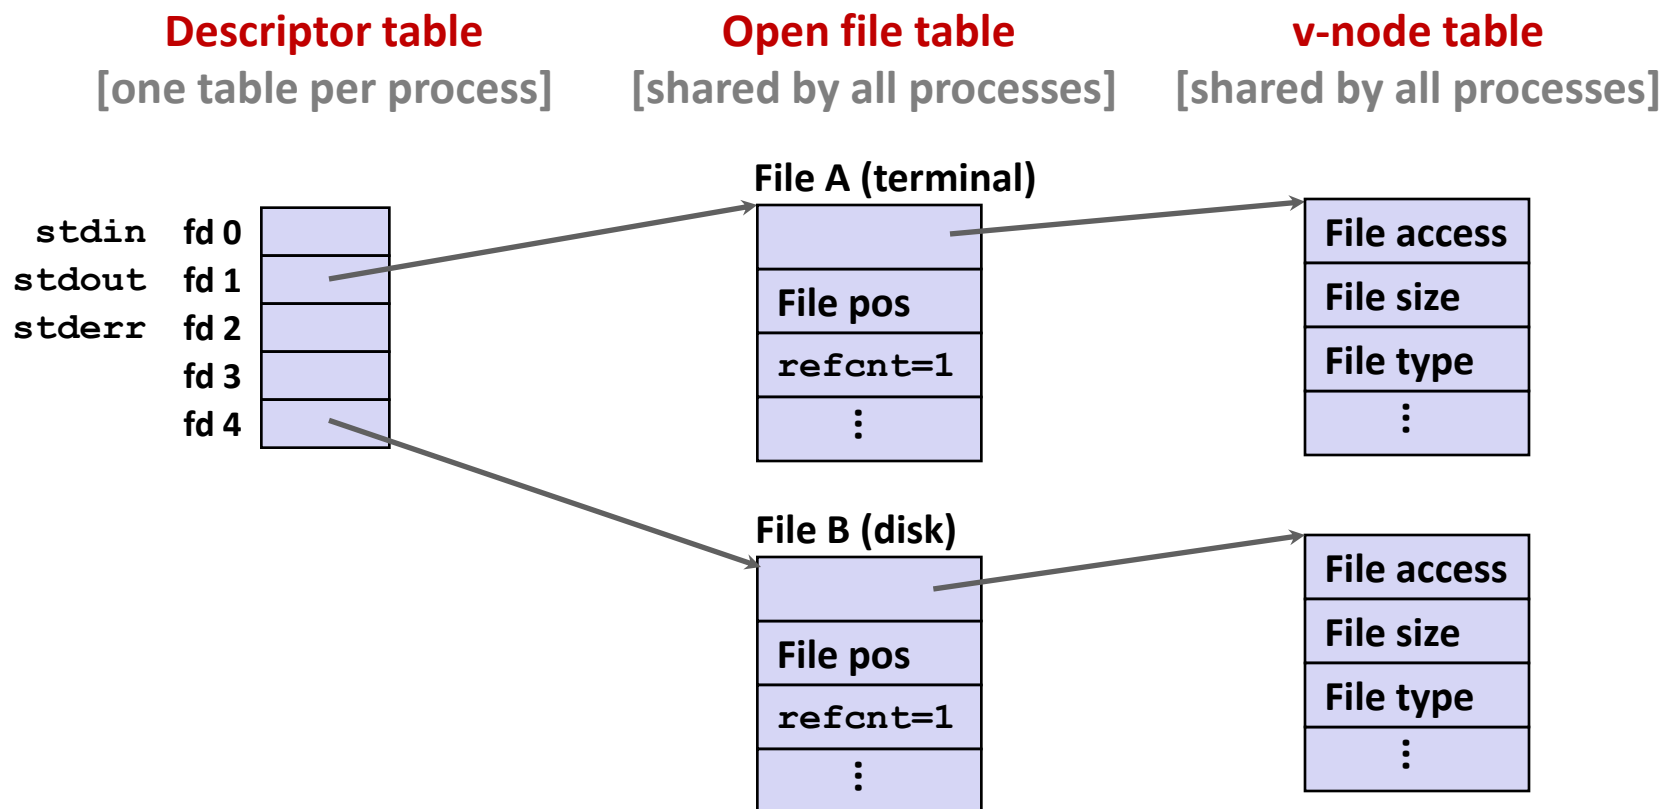 Descriptor table
[one table per process]
Open file table
[shared by all processes]
v-node table
[shared by all processes]
stdin fd 0
stdout fd 1
stderr fd 2
fd 3
fd 4
File A (terminal)
File pos
refcnt=1
⋮
File access
File size
File type
⋮
File B (disk)
File pos
refcnt=1
⋮
File access
File size
File type
⋮